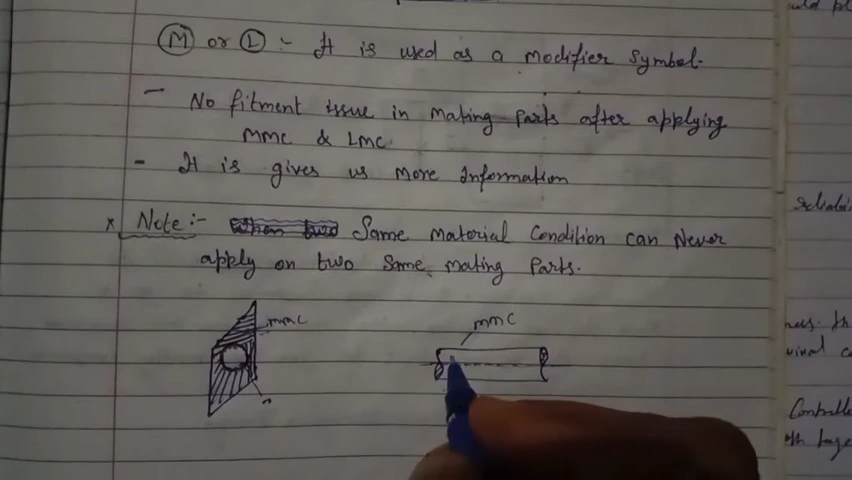 Ⓜ or Ⓛ :- It is used as a modifier Symbol.
- No fitment issue in mating parts after applying
MMC & LMC.
- It is gives us more Information
x Note:- Same material Condition can Never
apply on two same mating Parts.
mmc
mmC